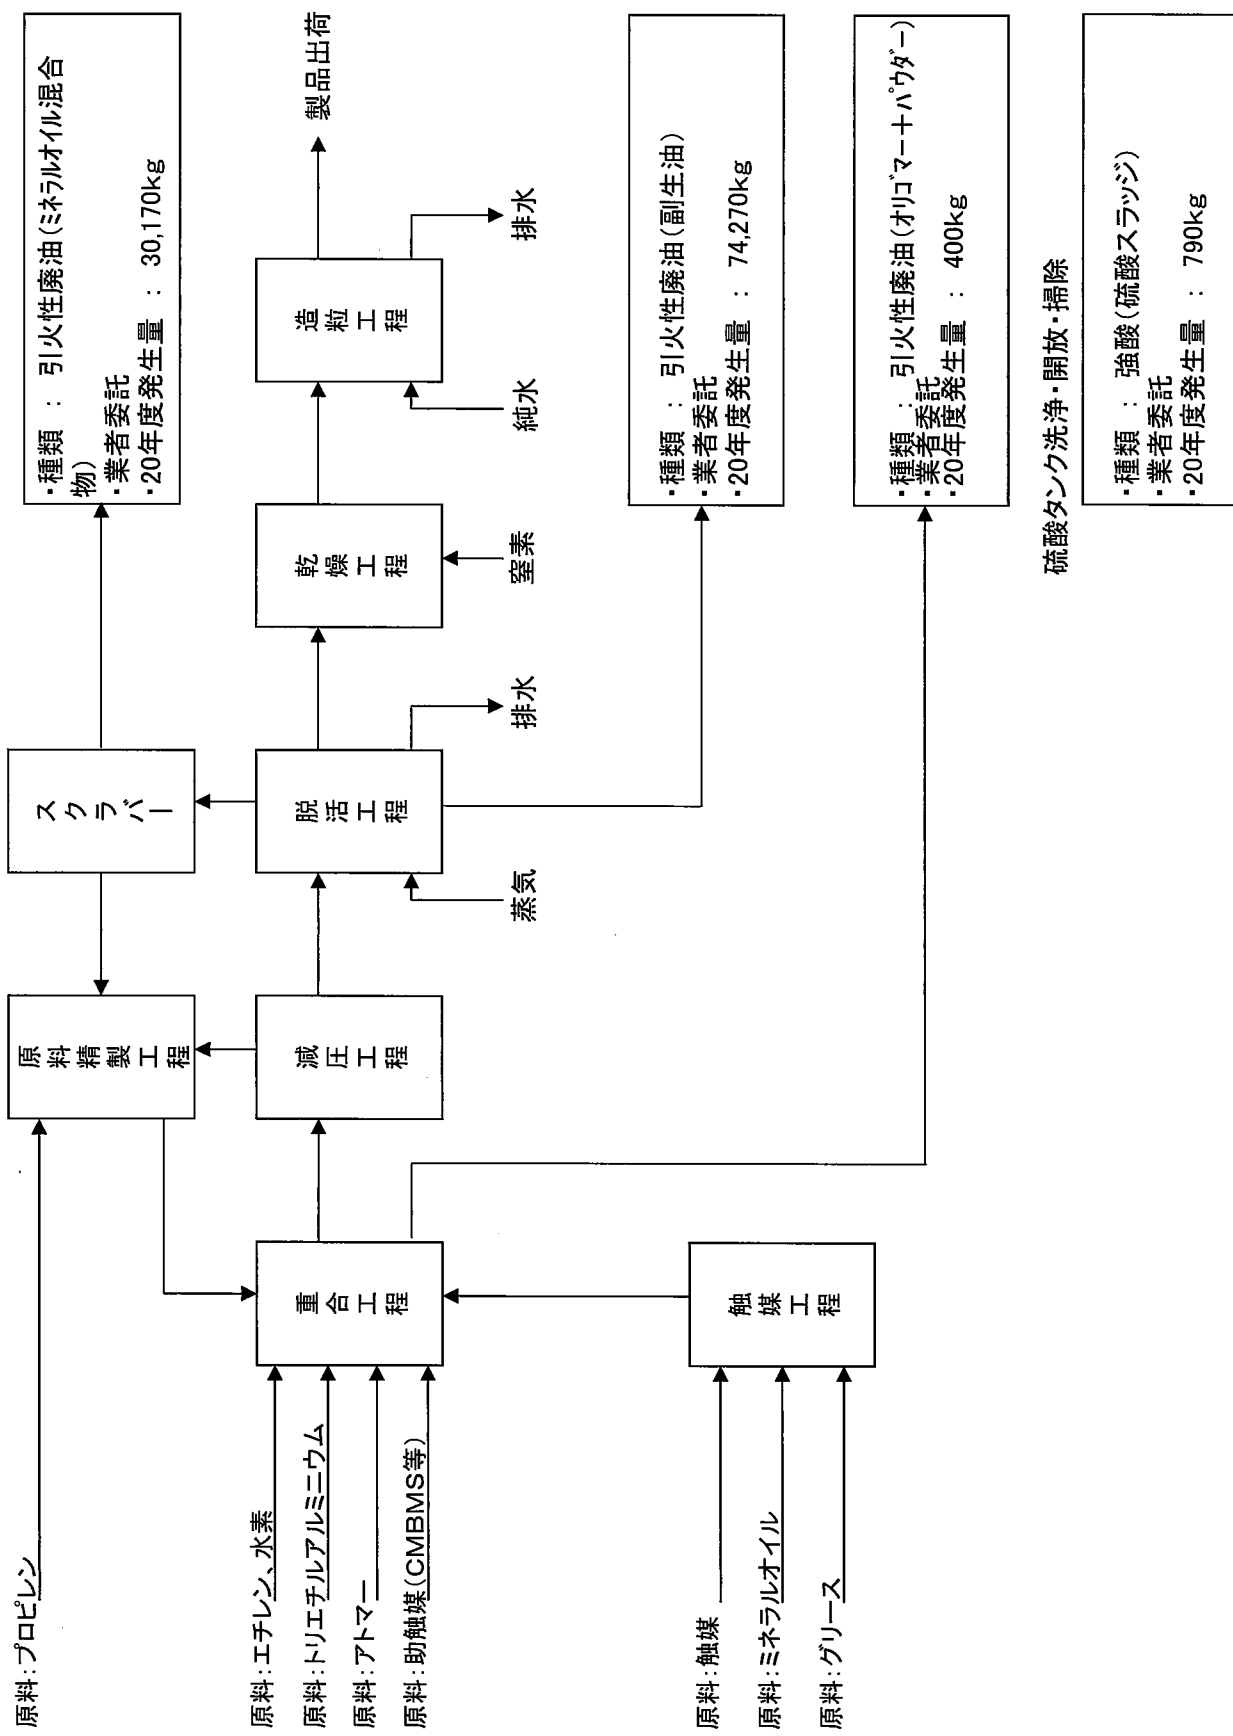 原料:プロピレン
原料精製工程
スクラバー
・種類 : 引火性廃油(ミネラルオイル混合
物)
・業者委託
・20年度発生量 : 30,170kg
原料:エチレン、水素
原料:トリエチルアルミニウム
原料:アトマー
原料:助触媒(CMBMS等)
重合工程
減圧工程
脱活工程
乾燥工程
造粒工程
製品出荷
蒸気
排水
窒素
純水
排水
原料:触媒
原料:ミネラルオイル
原料:グリース
触媒工程
・種類 : 引火性廃油(副生油)
・業者委託
・20年度発生量 : 74,270kg
・種類 : 引火性廃油(オリゴマー+パウダー)
・業者委託
・20年度発生量 : 400kg
硫酸タンク洗浄・開放・掃除
・種類 : 強酸(硫酸スラッジ)
・業者委託
・20年度発生量 : 790kg